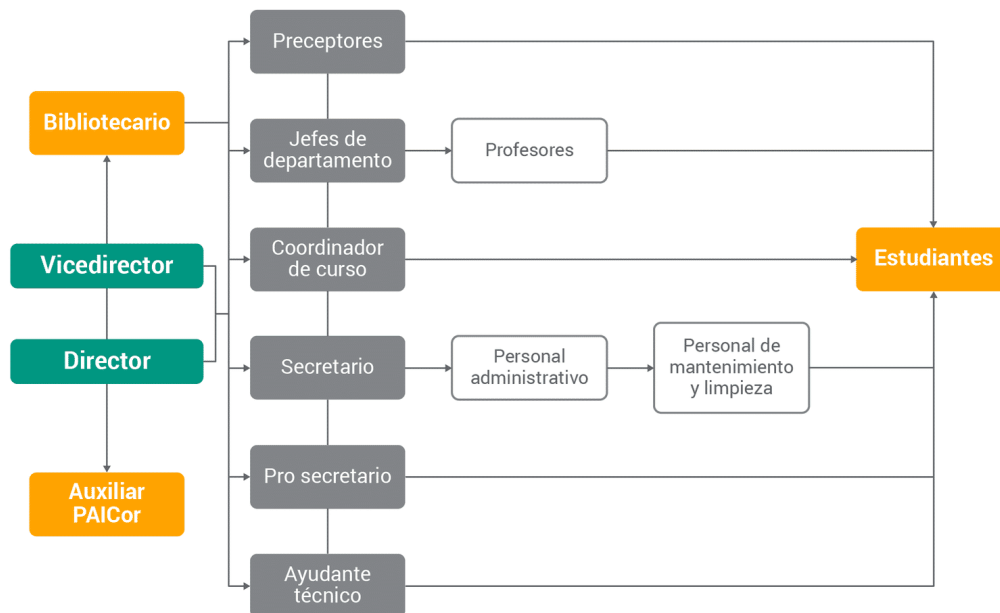 Preceptores
Bibliotecario
Jefes de
departamento
Profesores
Vicedirector
Coordinador
de curso
Estudiantes
Director
Secretario
Personal
administrativo
Personal de
mantenimiento
y limpieza
Auxiliar
PAICor
Pro secretario
Ayudante
técnico